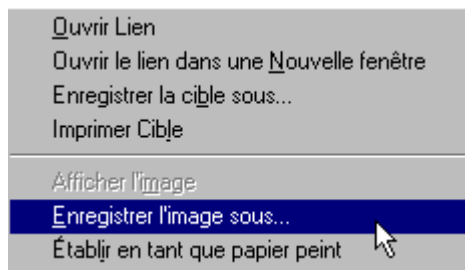 Ouvrir Lien
Ouvrir le lien dans une Nouvelle fenêtre
Enregistrer la cible sous...
Imprimer Cible
Afficher l'image
Enregistrer l'image sous...
Établir en tant que papier peint